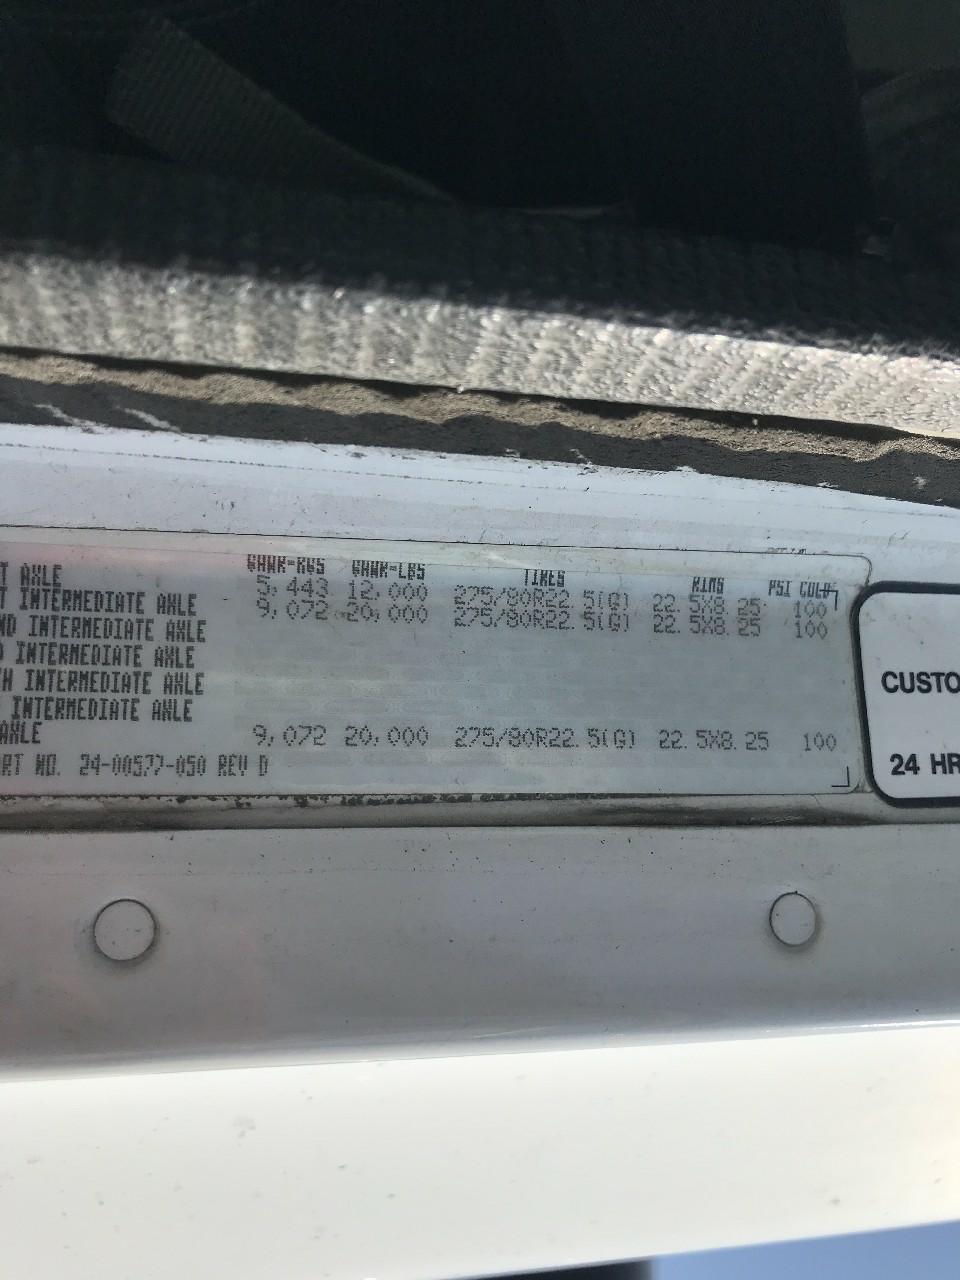 GAWR-KGS GAWR-LBS TIRES RIMS PSI COLD
T AXLE 5,443 12,000 275/80R22.5(G) 22.5X8.25 100
T INTERMEDIATE AXLE 9,072 20,000 275/80R22.5(G) 22.5X8.25 100
ND INTERMEDIATE AXLE
D INTERMEDIATE AXLE
H INTERMEDIATE AXLE
INTERMEDIATE AXLE
AXLE 9,072 20,000 275/80R22.5(G) 22.5X8.25 100
RT NO. 24-00577-050 REV D
CUSTO
24 HR